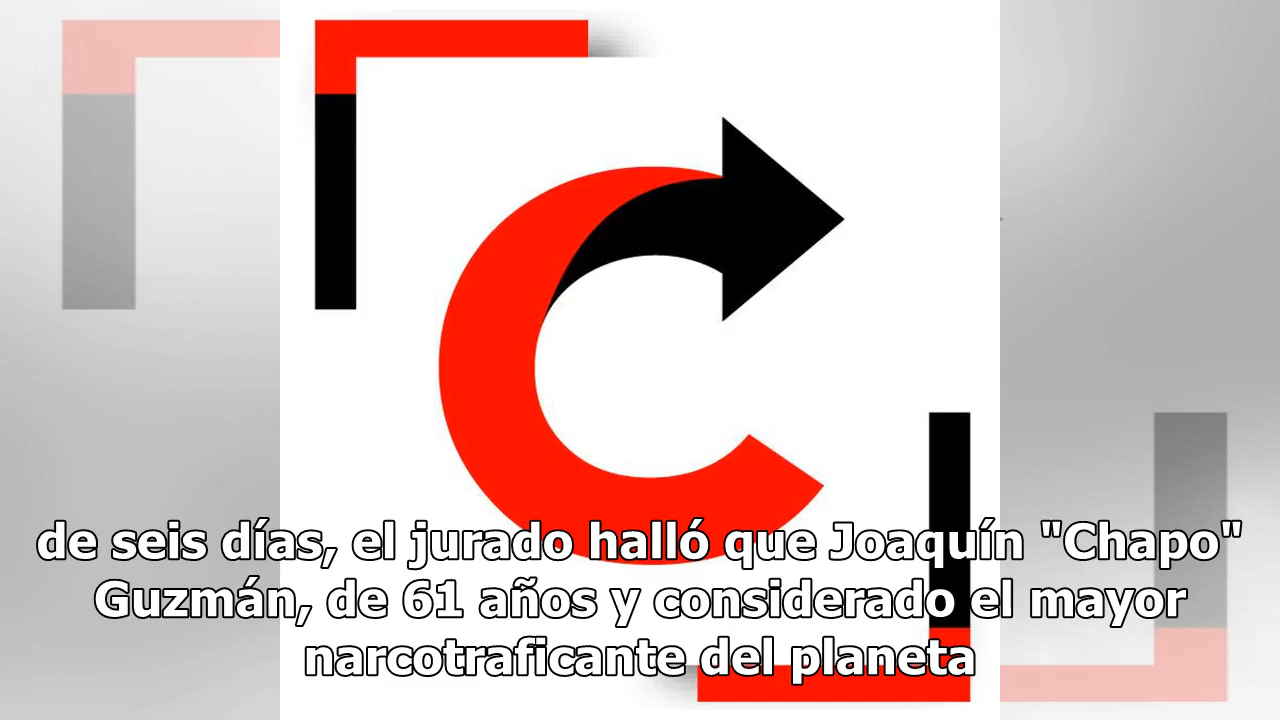 de seis días, el jurado halló que Joaquín "Chapo"
Guzmán, de 61 años y considerado el mayor
narcotraficante del planeta